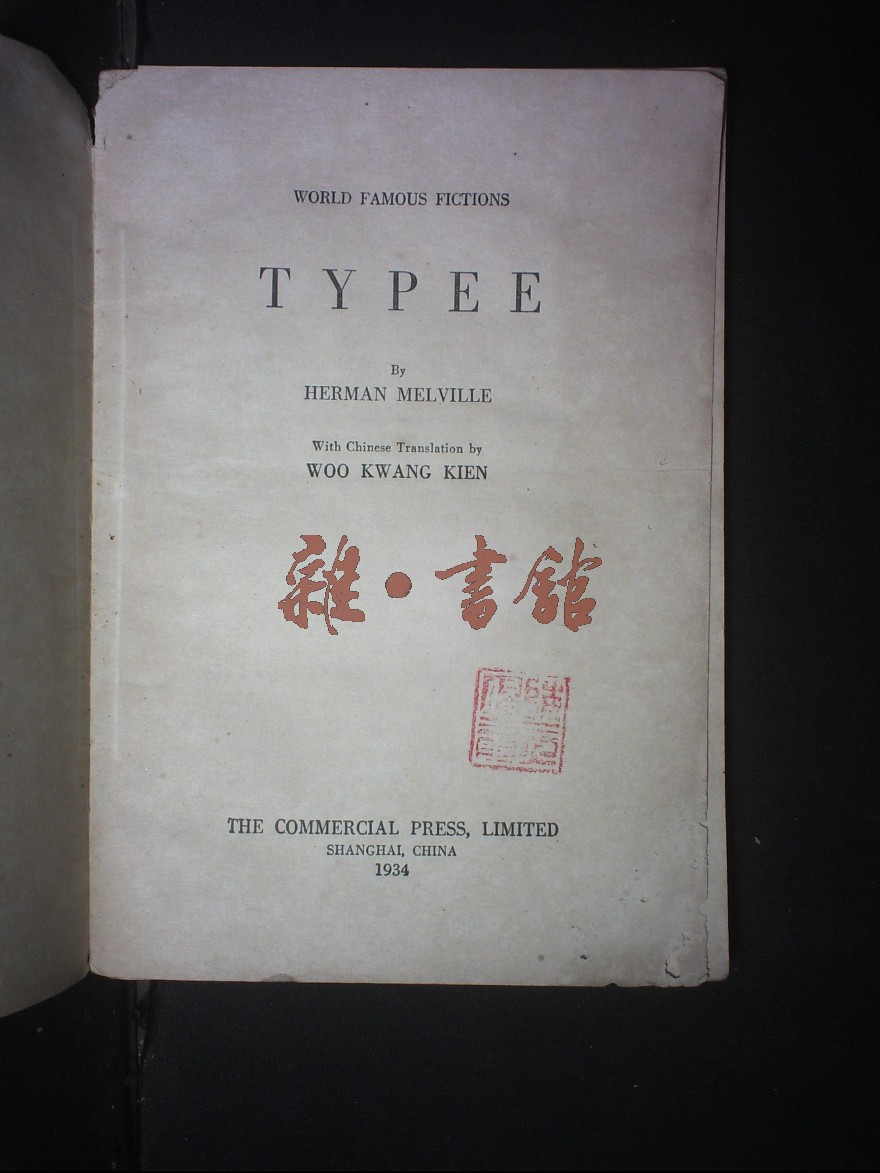 WORLD FAMOUS FICTIONS
TYPEE
By
HERMAN MELVILLE
With Chinese Translation by
WOO KWANG KIEN
雜·書館
THE COMMERCIAL PRESS, LIMITED
SHANGHAI, CHINA
1934